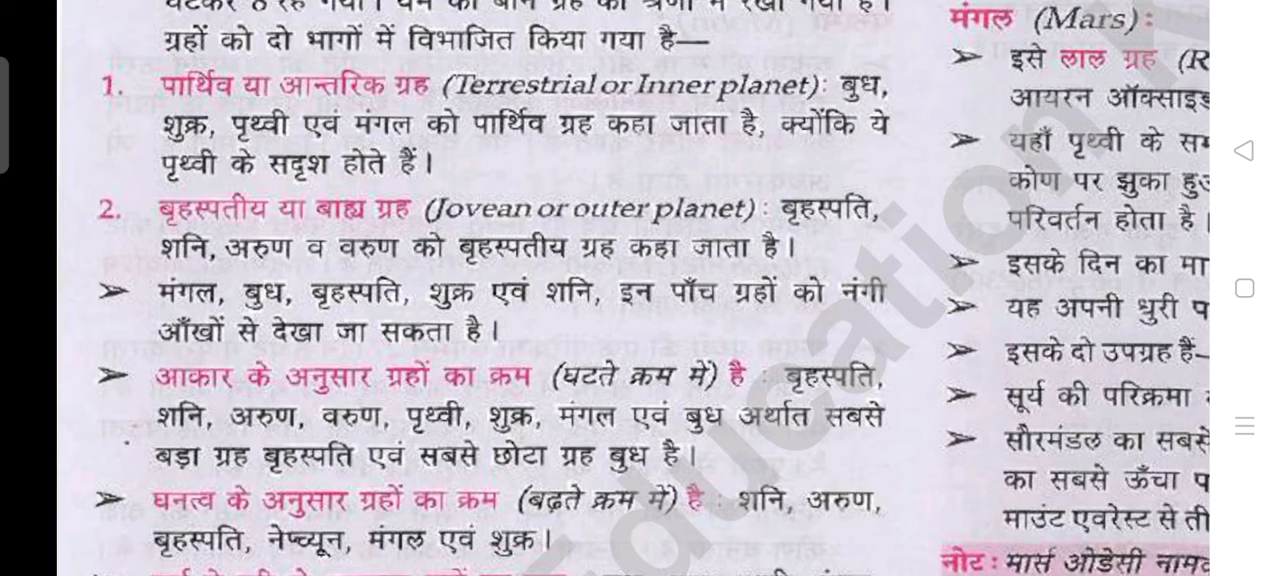 ग्रहों को दो भागों में विभाजित किया गया है—
1. पार्थिव या आन्तरिक ग्रह (Terrestrial or Inner planet): बुध,
शुक्र, पृथ्वी एवं मंगल को पार्थिव ग्रह कहा जाता है, क्योंकि ये
पृथ्वी के सदृश होते हैं।
2. बृहस्पतीय या बाह्य ग्रह (Jovean or outer planet) : बृहस्पति,
शनि, अरुण व वरुण को बृहस्पतीय ग्रह कहा जाता है।
➢ मंगल, बुध, बृहस्पति, शुक्र एवं शनि, इन पाँच ग्रहों को नंगी
आँखों से देखा जा सकता है।
➢ आकार के अनुसार ग्रहों का क्रम (घटते क्रम में) है : बृहस्पति,
शनि, अरुण, वरुण, पृथ्वी, शुक्र, मंगल एवं बुध अर्थात सबसे
बड़ा ग्रह बृहस्पति एवं सबसे छोटा ग्रह बुध है।
➢ घनत्व के अनुसार ग्रहों का क्रम (बढ़ते क्रम में) है : शनि, अरुण,
बृहस्पति, नेप्च्यून, मंगल एवं शुक्र।
मंगल (Mars) :
➢ इसे लाल ग्रह (R
आयरन ऑक्साइड
➢ यहाँ पृथ्वी के
कोण पर झुका
परिवर्तन होता है।
➢ इसके दिन का मा
➢ यह अपनी धुरी प
➢ इसके दो उपग्रह हैं—
➢ सूर्य की परिक्रमा
➢ सौरमंडल का सबसे
का सबसे ऊँचा प
माउंट एवरेस्ट से ती
नोट : मार्स ओडेसी
Education